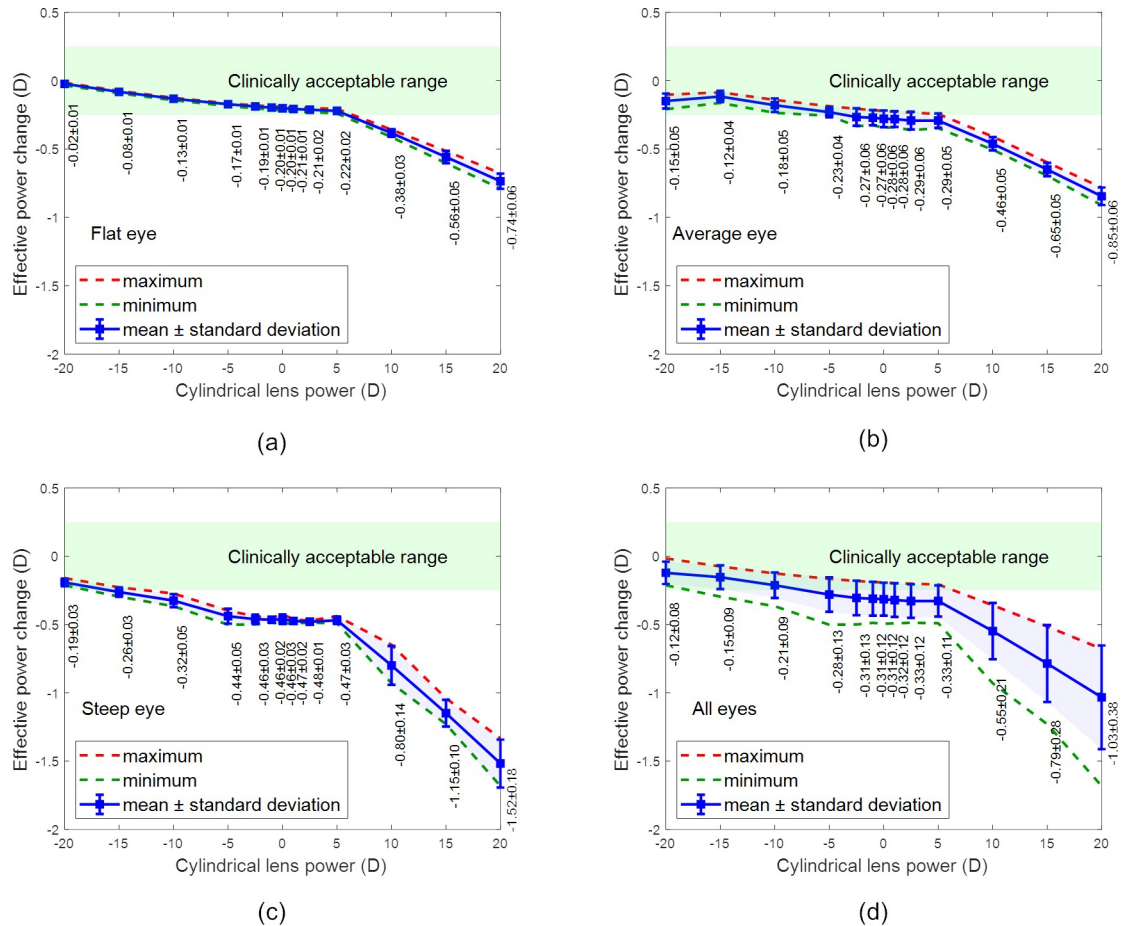 0.5
0
-0.5
-1
-1.5
-2
Effective power change (D)
Clinically acceptable range
-0.02±0.01
-0.08±0.01
-0.13±0.01
-0.17±0.01
-0.19±0.01
-0.20±0.01
-0.20±0.01
-0.21±0.01
-0.21±0.02
-0.22±0.02
-0.38±0.03
-0.56±0.05
-0.74±0.06
Flat eye
maximum
minimum
mean ± standard deviation
-20 -15 -10 -5 0 5 10 15 20
Cylindrical lens power (D)
(a)
0.5
0
-0.5
-1
-1.5
-2
Effective power change (D)
Clinically acceptable range
-0.15±0.05
-0.12±0.04
-0.18±0.05
-0.23±0.04
-0.27±0.06
-0.27±0.06
-0.28±0.06
-0.28±0.06
-0.29±0.06
-0.29±0.05
-0.46±0.05
-0.65±0.05
-0.85±0.06
Average eye
maximum
minimum
mean ± standard deviation
-20 -15 -10 -5 0 5 10 15 20
Cylindrical lens power (D)
(b)
0.5
0
-0.5
-1
-1.5
-2
Effective power change (D)
Clinically acceptable range
-0.19±0.03
-0.26±0.03
-0.32±0.05
-0.44±0.05
-0.46±0.03
-0.46±0.02
-0.46±0.03
-0.47±0.02
-0.48±0.01
-0.47±0.03
-0.80±0.14
-1.15±0.10
-1.52±0.18
Steep eye
maximum
minimum
mean ± standard deviation
-20 -15 -10 -5 0 5 10 15 20
Cylindrical lens power (D)
(c)
0.5
0
-0.5
-1
-1.5
-2
Effective power change (D)
Clinically acceptable range
-0.12±0.08
-0.15±0.09
-0.21±0.09
-0.28±0.13
-0.31±0.13
-0.31±0.12
-0.31±0.12
-0.32±0.12
-0.33±0.12
-0.33±0.11
-0.55±0.21
-0.79±0.28
-1.03±0.38
All eyes
maximum
minimum
mean ± standard deviation
-20 -15 -10 -5 0 5 10 15 20
Cylindrical lens power (D)
(d)